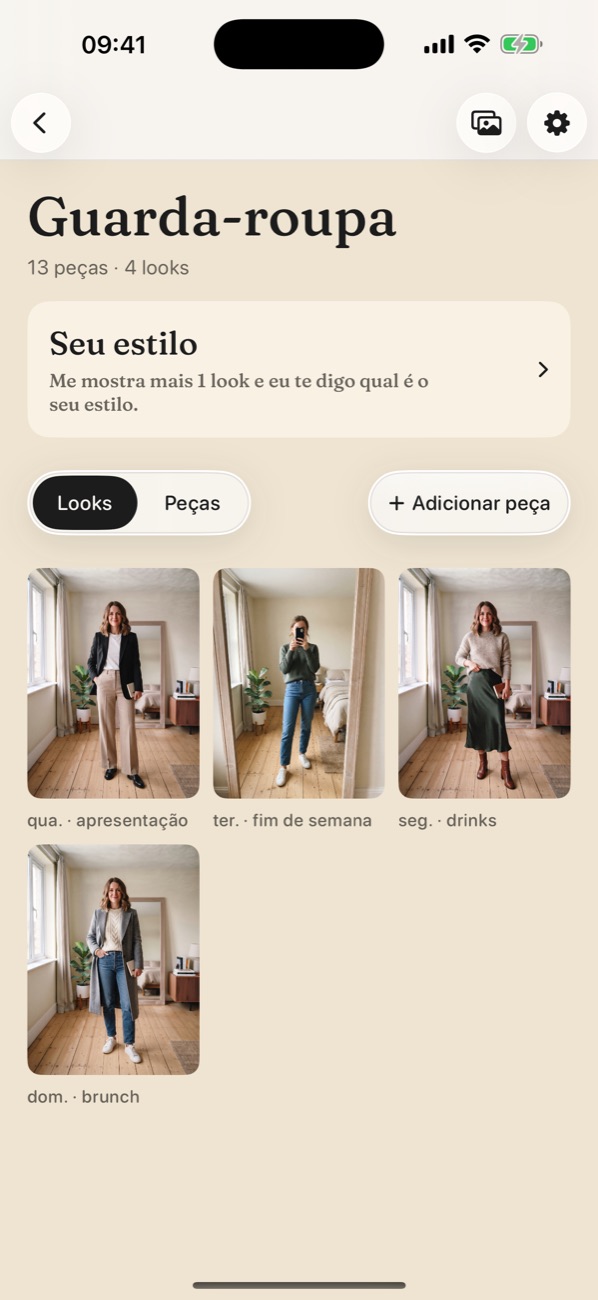 09:41
Guarda-roupa
13 peças · 4 looks
Seu estilo
Me mostra mais 1 look e eu te digo qual é o
seu estilo.
Looks
Peças
+ Adicionar peça
qua. · apresentação
ter. · fim de semana
seg. · drinks
dom. · brunch